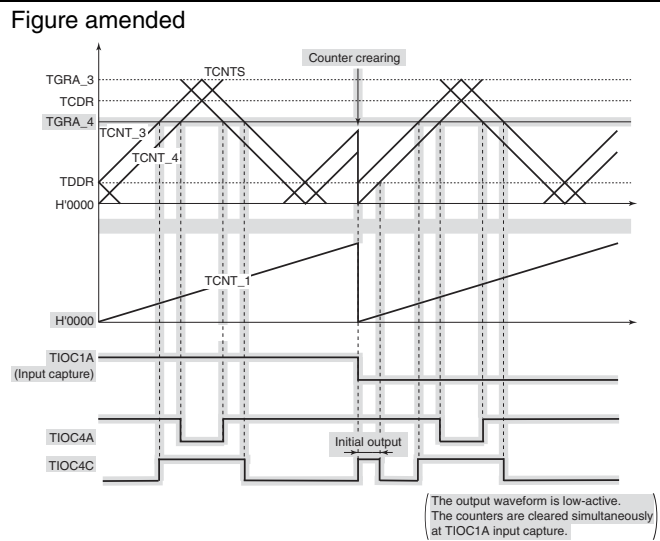 Figure amended
Counter crearing
TGRA_3
TCNTS
TCDR
TGRA_4
TCNT_3
TCNT_4
TDDR
H'0000
TCNT_1
H'0000
TIOC1A
(Input capture)
TIOC4A
Initial output
TIOC4C
The output waveform is low-active.
The counters are cleared simultaneously
at TIOC1A input capture.